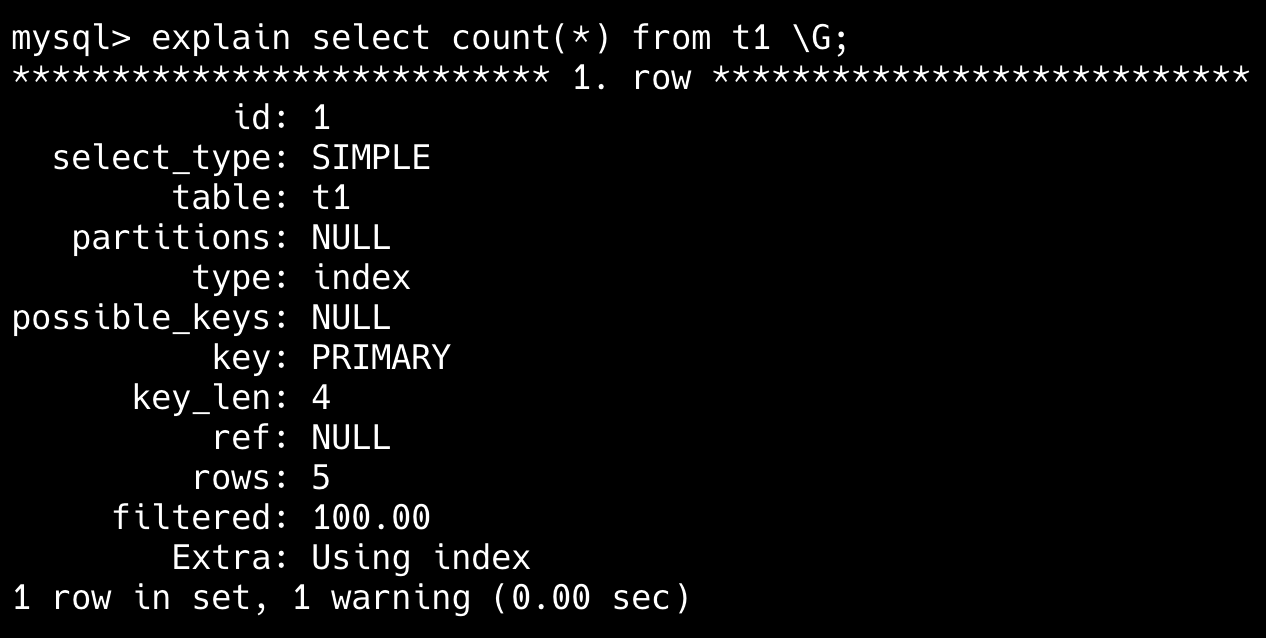 mysql> explain select count(*) from t1 \G;
*************************** 1. row ***************************
           id: 1
  select_type: SIMPLE
        table: t1
   partitions: NULL
         type: index
possible_keys: NULL
          key: PRIMARY
      key_len: 4
          ref: NULL
         rows: 5
     filtered: 100.00
        Extra: Using index
1 row in set, 1 warning (0.00 sec)